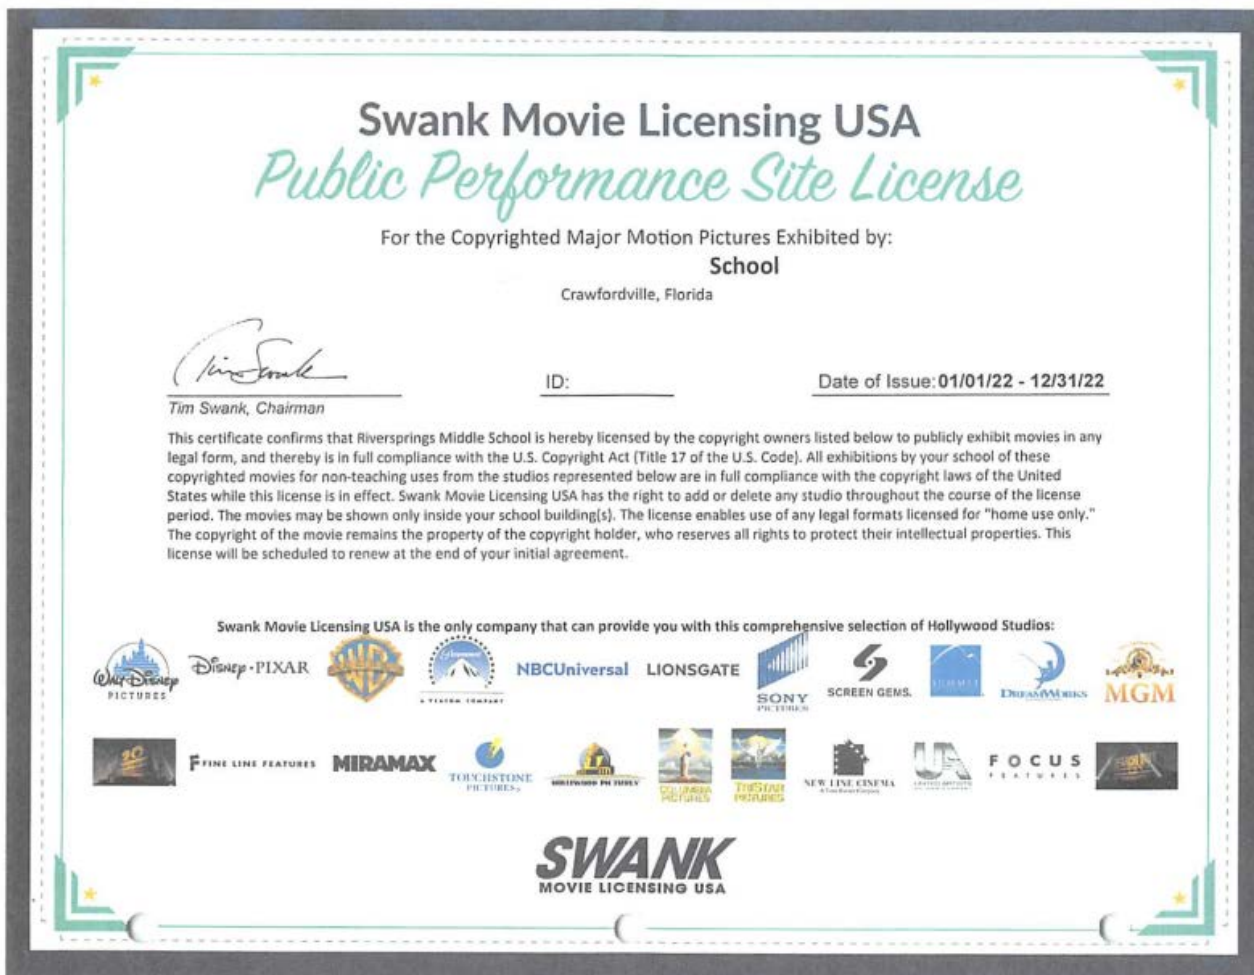 Swank Movie Licensing USA
Public Performance Site License
For the Copyrighted Major Motion Pictures Exhibited by:
School
Crawfordville, Florida
Tim Swank
ID:
Date of Issue: 01/01/22 - 12/31/22
Tim Swank, Chairman
This certificate confirms that Riversprings Middle School is hereby licensed by the copyright owners listed below to publicly exhibit movies in any
legal form, and thereby is in full compliance with the U.S. Copyright Act (Title 17 of the U.S. Code). All exhibitions by your school of these
copyrighted movies for non-teaching uses from the studios represented below are in full compliance with the copyright laws of the United
States while this license is in effect. Swank Movie Licensing USA has the right to add or delete any studio throughout the course of the license
period. The movies may be shown only inside your school building(s). The license enables use of any legal formats licensed for "home use only."
The copyright of the movie remains the property of the copyright holder, who reserves all rights to protect their intellectual properties. This
license will be scheduled to renew at the end of your initial agreement.
Swank Movie Licensing USA is the only company that can provide you with this comprehensive selection of Hollywood Studios:
WALT DISNEY
PICTURES
DISNEY·PIXAR
WB
Paramount
A VIACOM COMPANY
NBCUniversal
LIONSGATE
SONY
PICTURES
SCREEN GEMS.
SUMMIT
DREAMWORKS
MGM
20
FINE LINE FEATURES
MIRAMAX
TOUCHSTONE
PICTURES
HOLLYWOOD PICTURES
COLUMBIA
PICTURES
TRISTAR
PICTURES
NEW LINE CINEMA
UA
UNITED ARTISTS
FOCUS
FEATURES
SWANK
MOVIE LICENSING USA